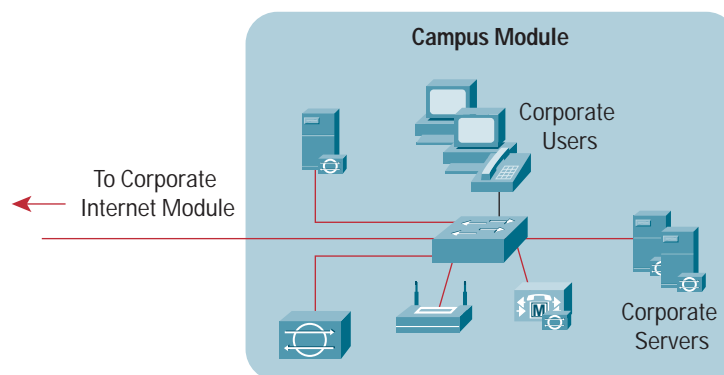 Campus Module
Corporate
Users
To Corporate
Internet Module
M
Corporate
Servers